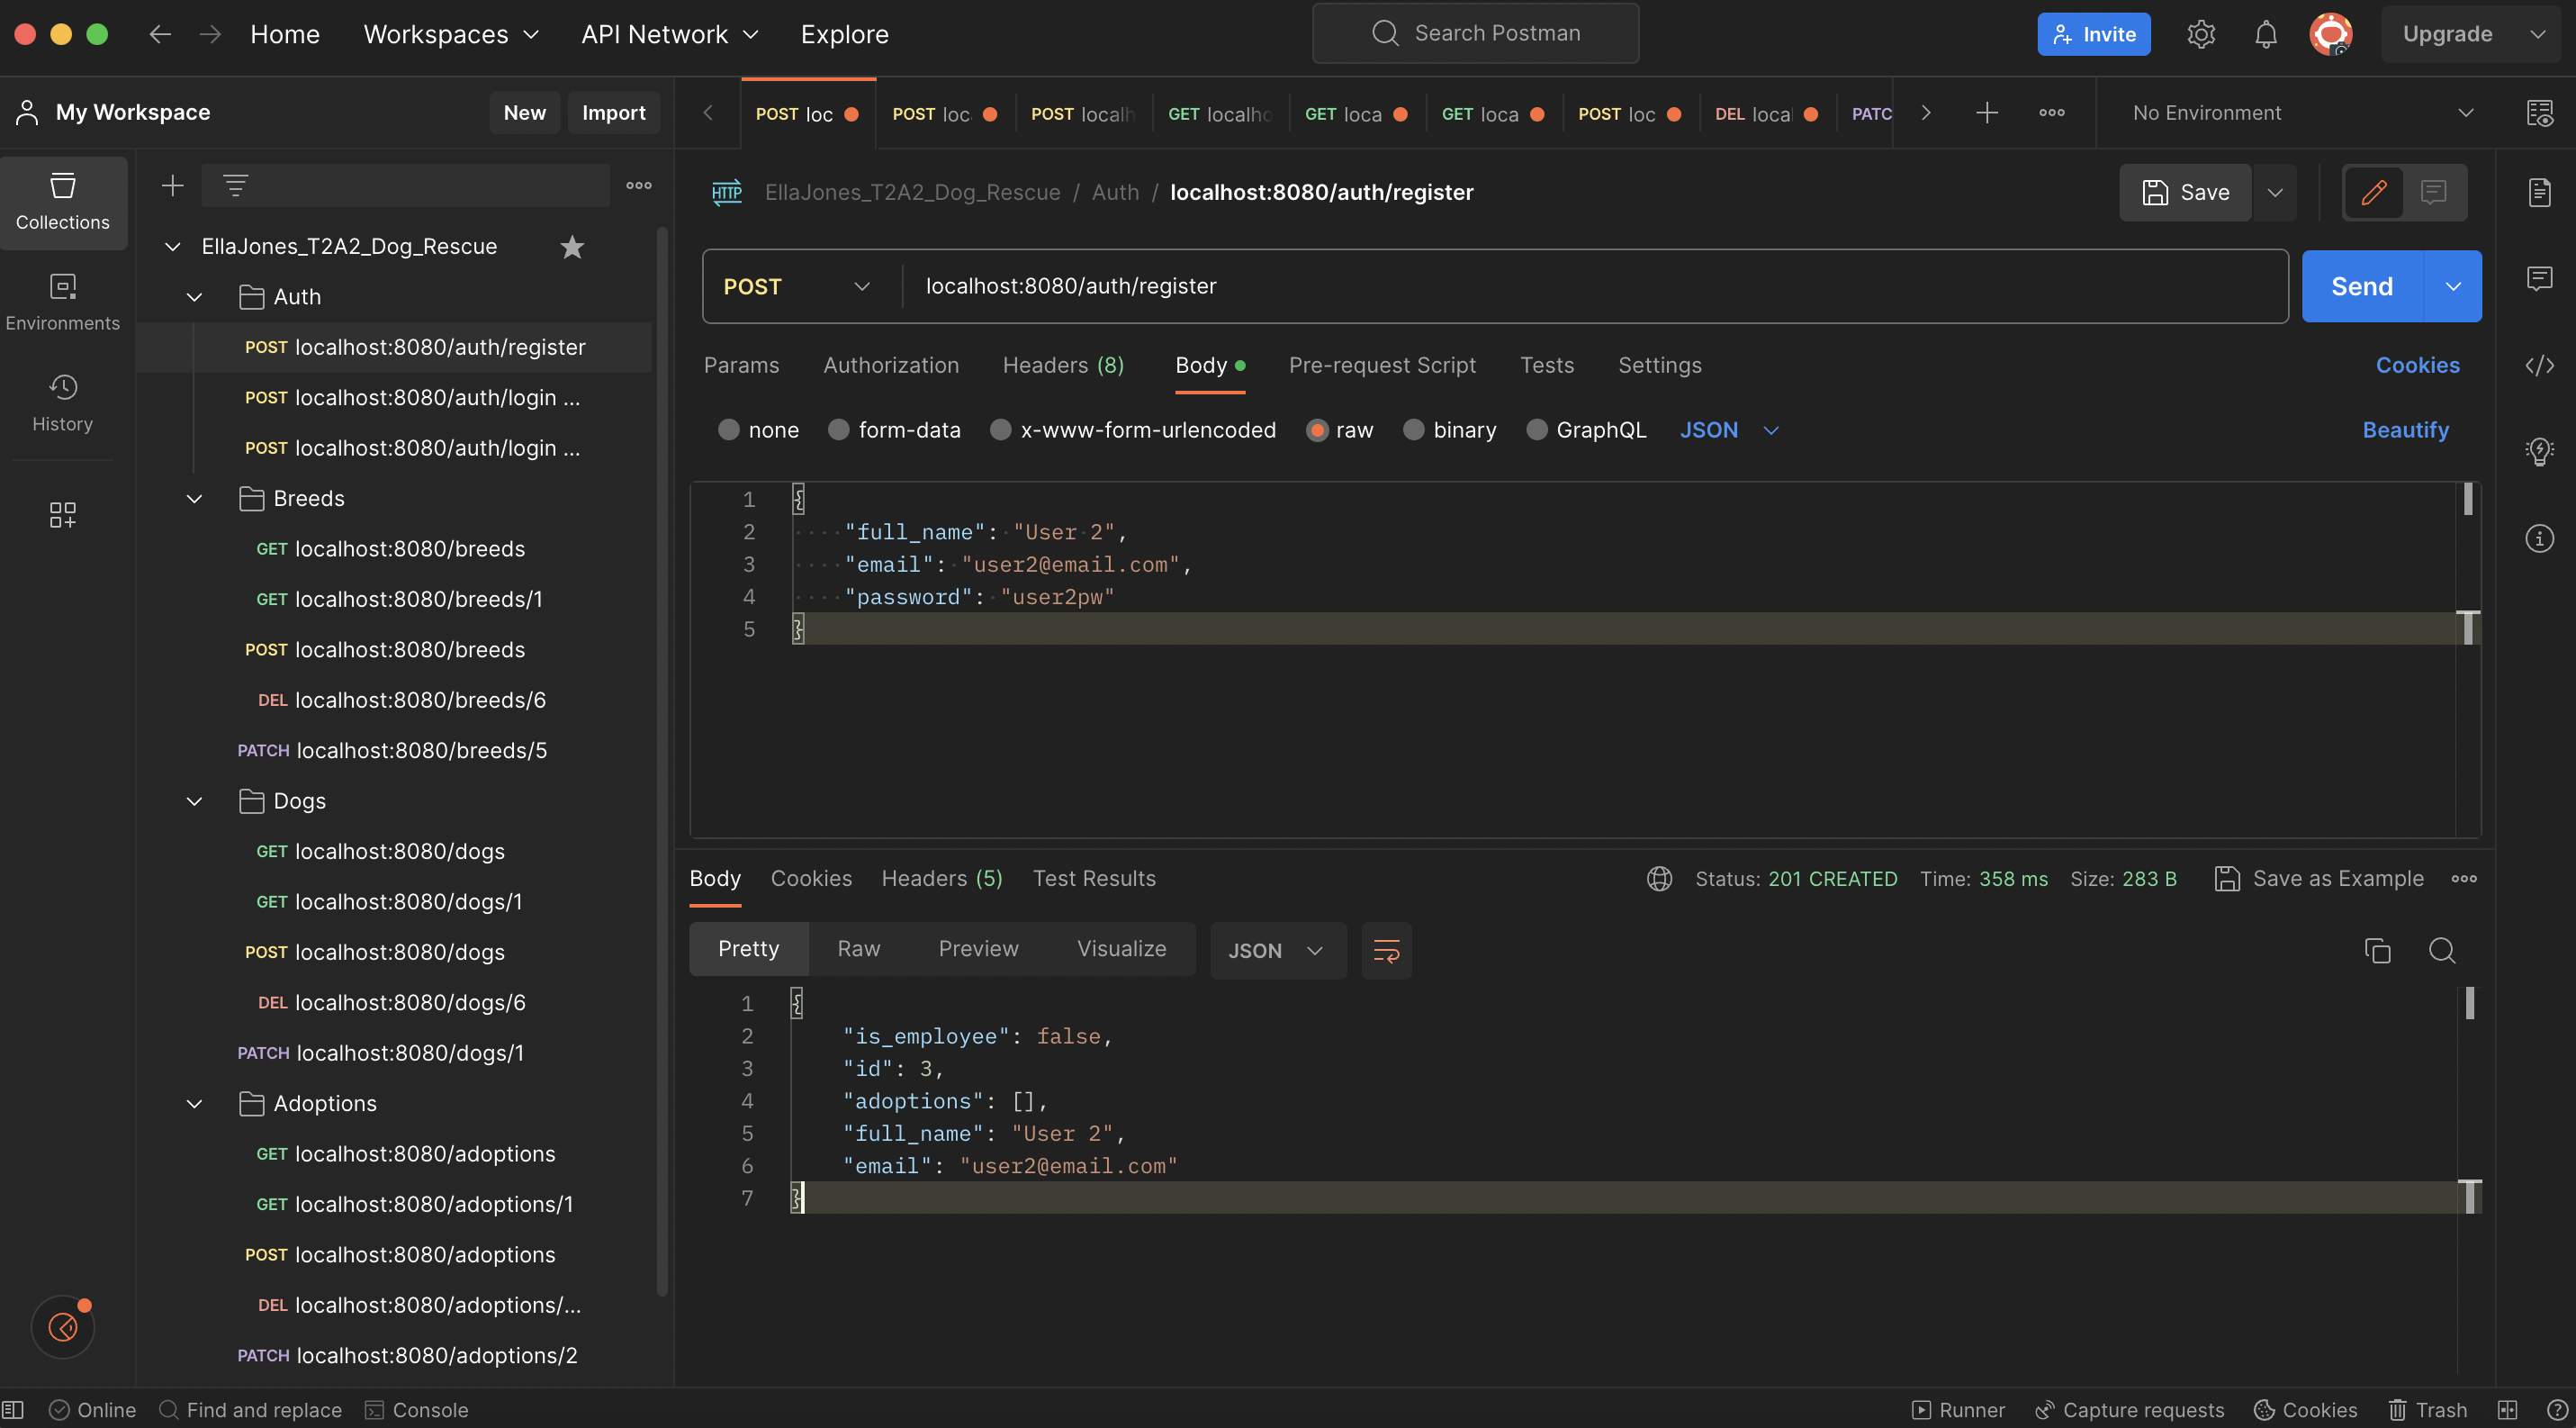 Home Workspaces API Network Explore Search Postman Invite Upgrade
My Workspace New Import
POST loc POST loc POST localh GET localho GET loca GET loca POST loc DEL local PATC No Environment
Collections
Environments
History
EllaJones_T2A2_Dog_Rescue
Auth
POST localhost:8080/auth/register
POST localhost:8080/auth/login ...
POST localhost:8080/auth/login ...
Breeds
GET localhost:8080/breeds
GET localhost:8080/breeds/1
POST localhost:8080/breeds
DEL localhost:8080/breeds/6
PATCH localhost:8080/breeds/5
Dogs
GET localhost:8080/dogs
GET localhost:8080/dogs/1
POST localhost:8080/dogs
DEL localhost:8080/dogs/6
PATCH localhost:8080/dogs/1
Adoptions
GET localhost:8080/adoptions
GET localhost:8080/adoptions/1
POST localhost:8080/adoptions
DEL localhost:8080/adoptions/...
PATCH localhost:8080/adoptions/2
HTTP EllaJones_T2A2_Dog_Rescue / Auth / localhost:8080/auth/register Save
POST localhost:8080/auth/register Send
Params Authorization Headers (8) Body Pre-request Script Tests Settings Cookies
none form-data x-www-form-urlencoded raw binary GraphQL JSON Beautify
1 {
2 "full_name": "User 2",
3 "email": "user2@email.com",
4 "password": "user2pw"
5 }
Body Cookies Headers (5) Test Results Status: 201 CREATED Time: 358 ms Size: 283 B Save as Example
Pretty Raw Preview Visualize JSON
1 {
2 "is_employee": false,
3 "id": 3,
4 "adoptions": [],
5 "full_name": "User 2",
6 "email": "user2@email.com"
7 }
Online Find and replace Console Runner Capture requests Cookies Trash